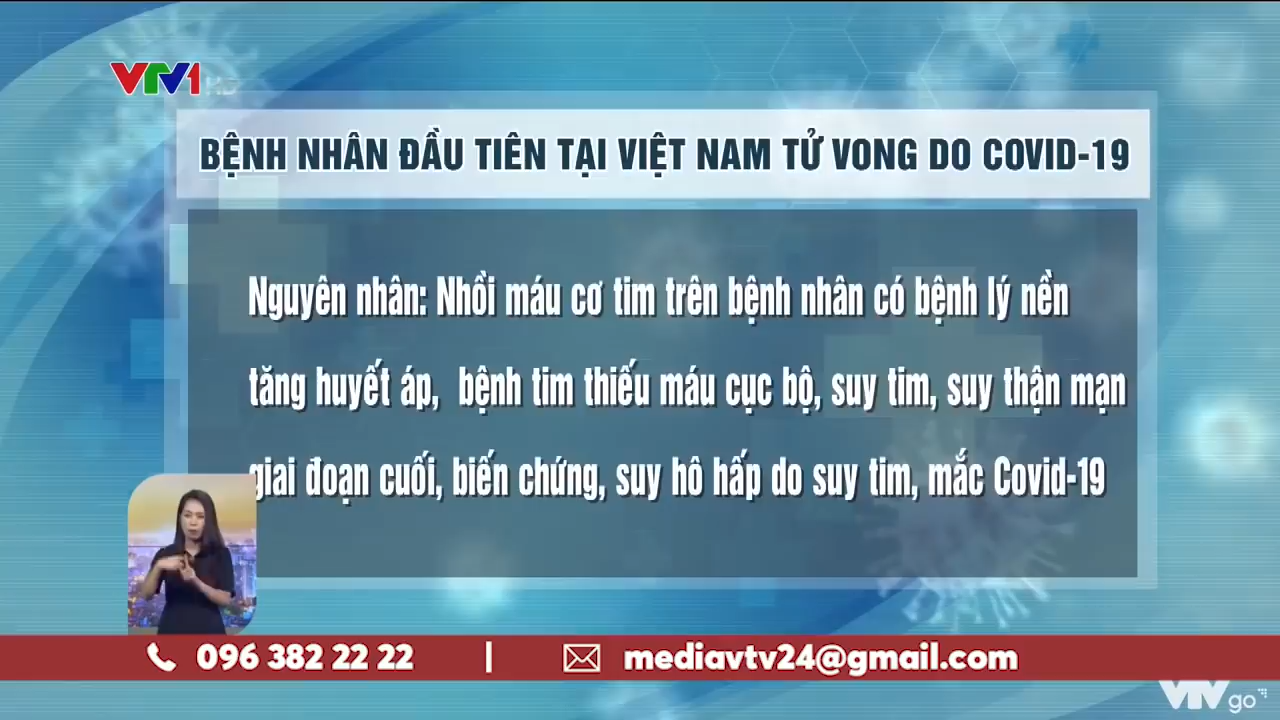 VTV1 HD
BỆNH NHÂN ĐẦU TIÊN TẠI VIỆT NAM TỬ VONG DO COVID-19
Nguyên nhân: Nhồi máu cơ tim trên bệnh nhân có bệnh lý nền
tăng huyết áp, bệnh tim thiếu máu cục bộ, suy tim, suy thận mạn
giai đoạn cuối, biến chứng, suy hô hấp do suy tim, mắc Covid-19
096 382 22 22 | mediavtv24@gmail.com
VTV go